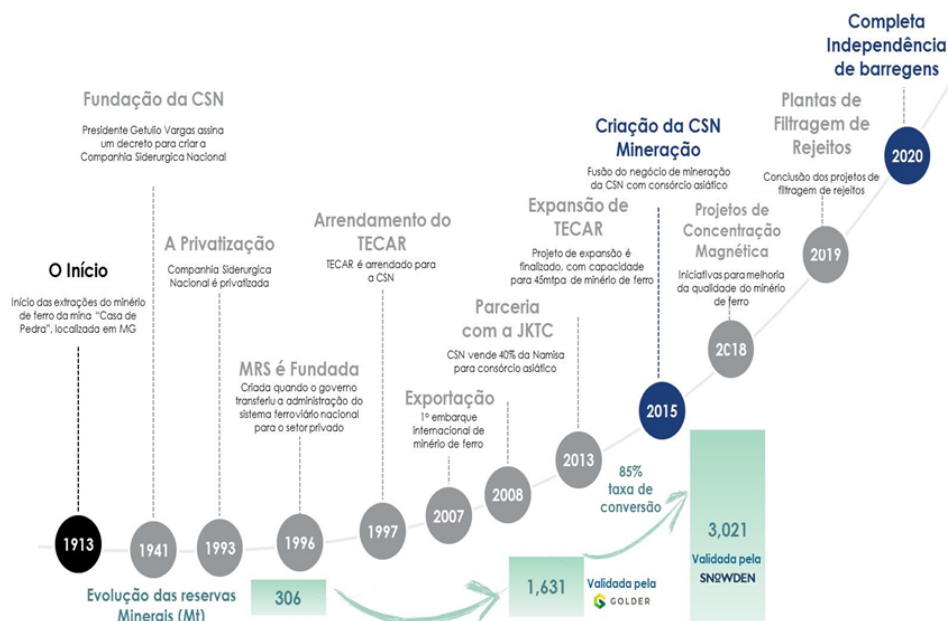 O Início
Início das extrações do minério
de ferro da mina “Casa de
Pedra”, localizada em MG
1913
Fundação da CSN
Presidente Getulio Vargas assina
um decreto para criar a
Companhia Siderurgica Nacional
1941
A Privatização
Companhia Siderurgica
Nacional é privatizada
1993
MRS é Fundada
Criada quando o governo
transferiu a administração do
sistema ferroviário nacional
para o setor privado
1996
Arrendamento do
TECAR
TECAR é arrendado para
a CSN
1997
Exportação
1º embarque
internacional de
minério de ferro
2007
Parceria
com a JKTC
CSN vende 40% da Namisa
para consórcio asiático
2008
Expansão de
TECAR
Projeto de expansão é
finalizado, com capacidade
para 45mtpa de minério de ferro
2013
Criação da CSN
Mineração
Fusão do negócio de mineração
da CSN com consórcio asiático
2015
Projetos de
Concentração
Magnética
Iniciativas para melhoria
da qualidade do minério
de ferro
2018
Plantas de
Filtragem de
Rejeitos
Conclusão dos projetos de
filtragem de rejeitos
2019
Completa
Independência
de barregens
2020
Evolução das reservas
Minerais (Mt)
306
1,631
Validada pela
GOLDER
85%
taxa de
conversão
3,021
Validada pela
SNOWDEN